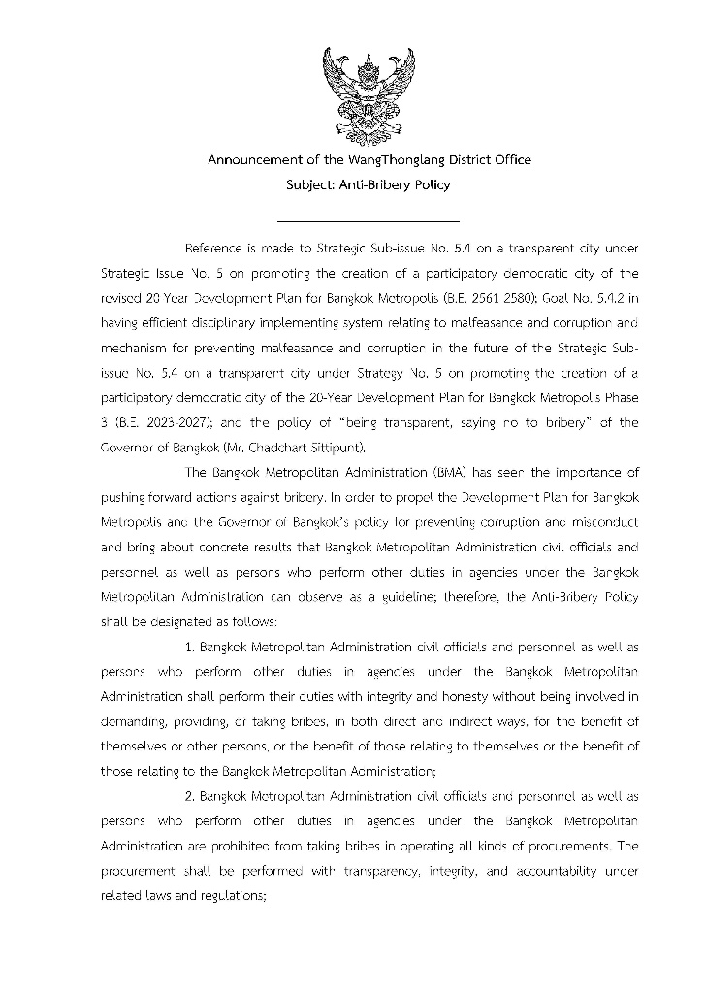 Announcement of the WangThonglang District Office
Subject: Anti-Bribery Policy
Reference is made to Strategic Sub-issue No. 5.4 on a transparent city under
Strategic Issue No. 5 on promoting the creation of a participatory democratic city of the
revised 20-Year Development Plan for Bangkok Metropolis (B.E. 2561-2580); Goal No. 5.4.2 in
having efficient disciplinary implementing system relating to malfeasance and corruption and
mechanism for preventing malfeasance and corruption in the future of the Strategic Sub-
issue No. 5.4 on a transparent city under Strategy No. 5 on promoting the creation of a
participatory democratic city of the 20-Year Development Plan for Bangkok Metropolis Phase
3 (B.E. 2023-2027); and the policy of “being transparent, saying no to bribery” of the
Governor of Bangkok (Mr. Chadchart Sittipunt).
The Bangkok Metropolitan Administration (BMA) has seen the importance of
pushing forward actions against bribery. In order to propel the Development Plan for Bangkok
Metropolis and the Governor of Bangkok’s policy for preventing corruption and misconduct
and bring about concrete results that Bangkok Metropolitan Administration civil officials and
personnel as well as persons who perform other duties in agencies under the Bangkok
Metropolitan Administration can observe as a guideline; therefore, the Anti-Bribery Policy
shall be designated as follows:
1. Bangkok Metropolitan Administration civil officials and personnel as well as
persons who perform other duties in agencies under the Bangkok Metropolitan
Administration shall perform their duties with integrity and honesty without being involved in
demanding, providing, or taking bribes, in both direct and indirect ways, for the benefit of
themselves or other persons, or the benefit of those relating to themselves or the benefit of
those relating to the Bangkok Metropolitan Administration;
2. Bangkok Metropolitan Administration civil officials and personnel as well as
persons who perform other duties in agencies under the Bangkok Metropolitan
Administration are prohibited from taking bribes in operating all kinds of procurements. The
procurement shall be performed with transparency, integrity, and accountability under
related laws and regulations;